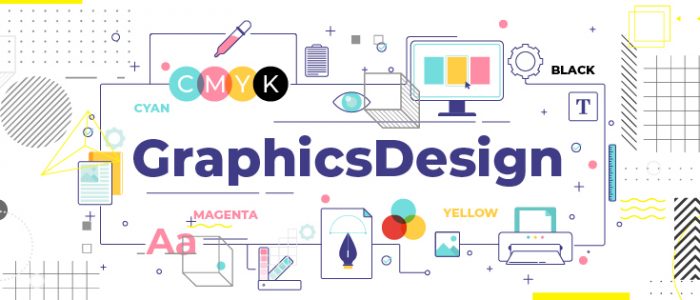 CMYK
BLACK
CYAN
T
GraphicsDesign
MAGENTA
YELLOW
Aa